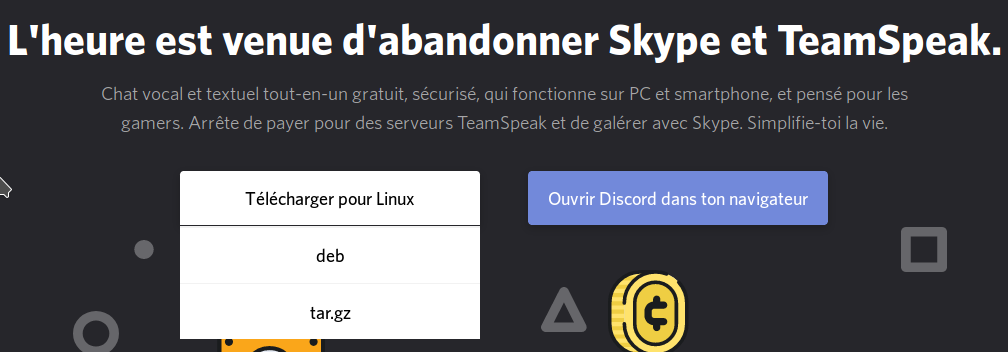 L'heure est venue d'abandonner Skype et TeamSpeak.
Chat vocal et textuel tout-en-un gratuit, sécurisé, qui fonctionne sur PC et smartphone, et pensé pour les
gamers. Arrête de payer pour des serveurs TeamSpeak et de galérer avec Skype. Simplifie-toi la vie.
Télécharger pour Linux
Ouvrir Discord dans ton navigateur
deb
tar.gz